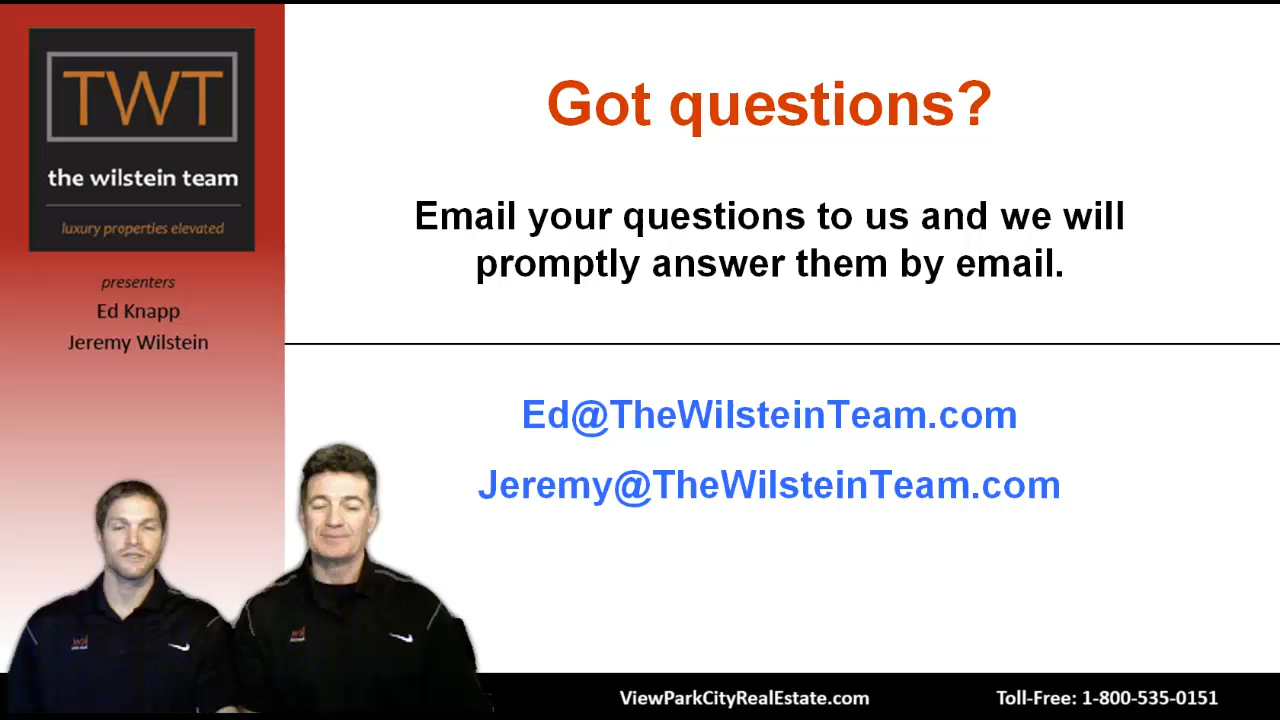 TWT
the wilstein team
luxury properties elevated
presenters
Ed Knapp
Jeremy Wilstein
Got questions?
Email your questions to us and we will
promptly answer them by email.
Ed@TheWilsteinTeam.com
Jeremy@TheWilsteinTeam.com
ViewParkCityRealEstate.com
Toll-Free: 1-800-535-0151